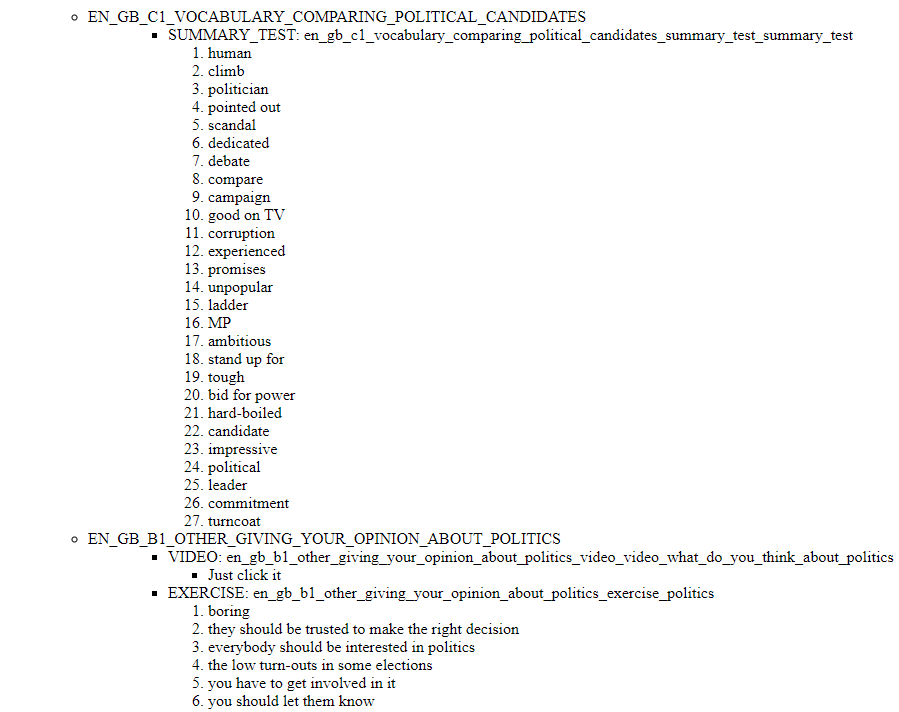 EN_GB_C1_VOCABULARY_COMPARING_POLITICAL_CANDIDATES
SUMMARY_TEST: en_gb_c1_vocabulary_comparing_political_candidates_summary_test_summary_test
1. human
2. climb
3. politician
4. pointed out
5. scandal
6. dedicated
7. debate
8. compare
9. campaign
10. good on TV
11. corruption
12. experienced
13. promises
14. unpopular
15. ladder
16. MP
17. ambitious
18. stand up for
19. tough
20. bid for power
21. hard-boiled
22. candidate
23. impressive
24. political
25. leader
26. commitment
27. turncoat
EN_GB_B1_OTHER_GIVING_YOUR_OPINION_ABOUT_POLITICS
VIDEO: en_gb_b1_other_giving_your_opinion_about_politics_video_video_what_do_you_think_about_politics
Just click it
EXERCISE: en_gb_b1_other_giving_your_opinion_about_politics_exercise_politics
1. boring
2. they should be trusted to make the right decision
3. everybody should be interested in politics
4. the low turn-outs in some elections
5. you have to get involved in it
6. you should let them know